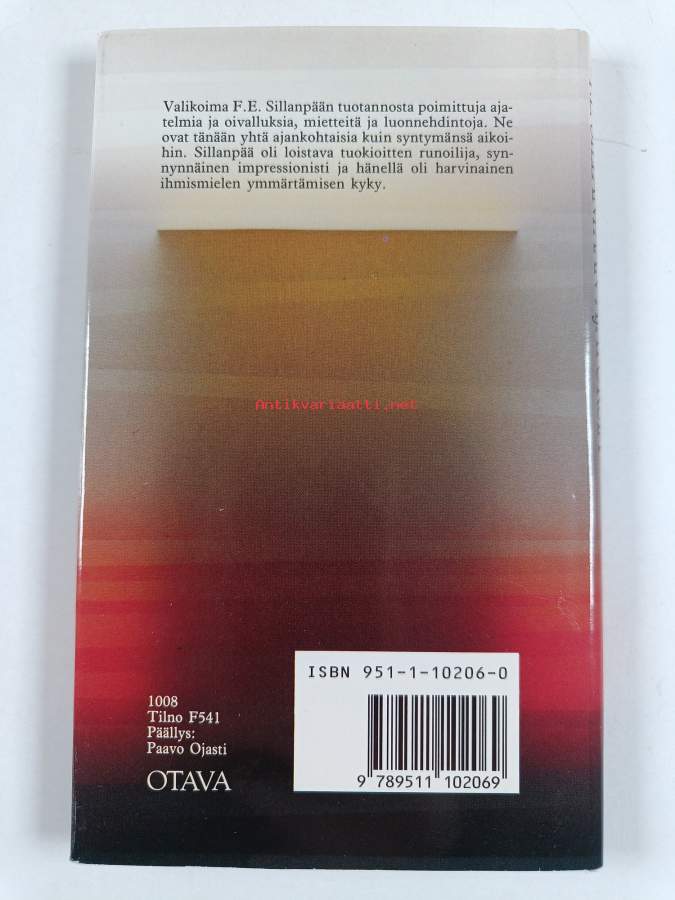 Valikoima F.E. Sillanpään tuotannosta poimittuja aja-
telmia ja oivalluksia, mietteitä ja luonnehdintoja. Ne
ovat tänään yhtä ajankohtaisia kuin syntymänsä aikoi-
hin. Sillanpää oli loistava tuokioitten runoilija, syn-
nynnäinen impressionisti ja hänellä oli harvinainen
ihmismielen ymmärtämisen kyky.
Antikvariaatti.net
ISBN 951-1-10206-0
1008
Tilno F541
Päällys:
Paavo Ojasti
OTAVA
9 789511 102069